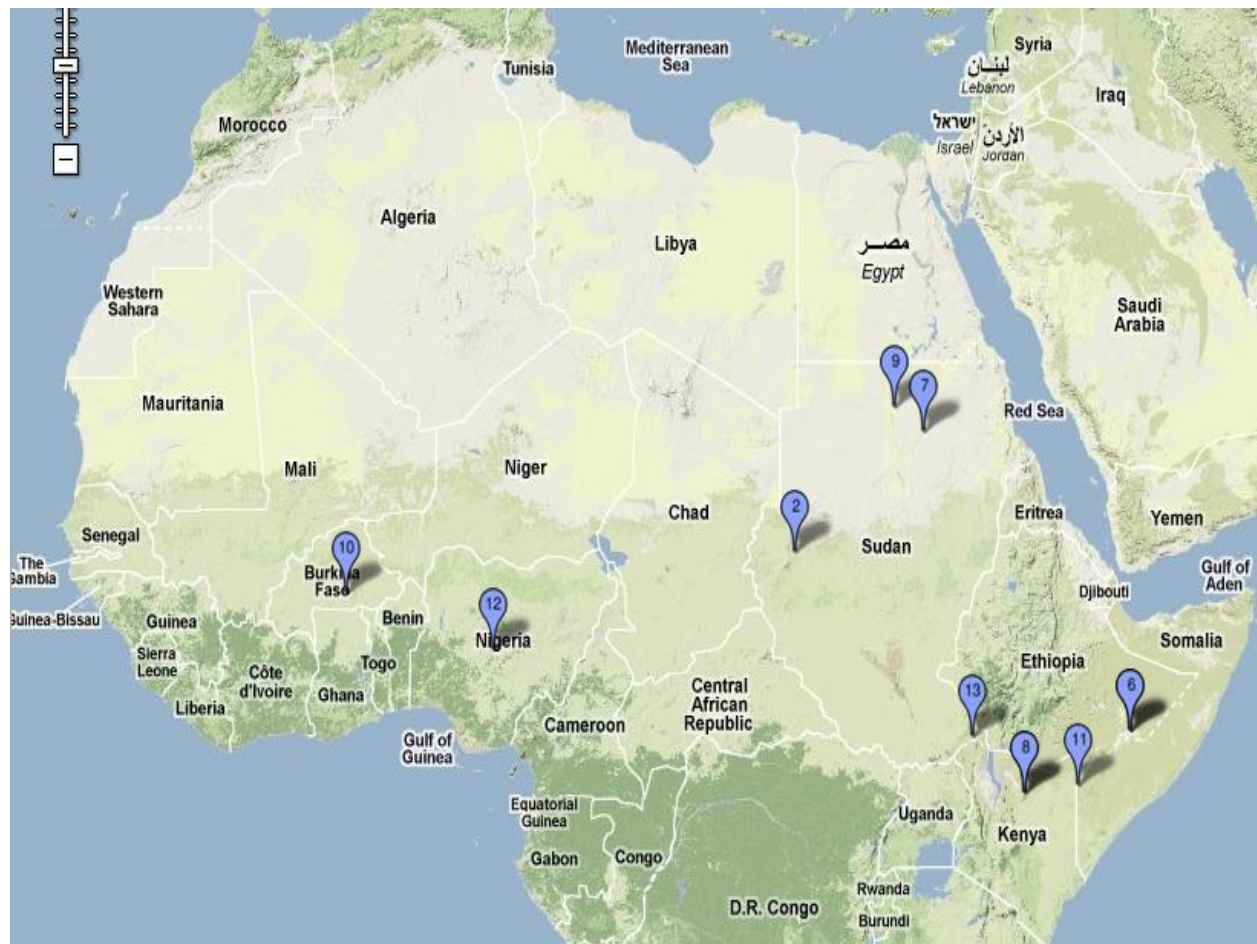 Mediterranean
Sea
Syria
لبنــان
Lebanon
Iraq
Tunisia
Morocco
ישראל
Israel
الأردن
Jordan
Algeria
Libya
مصــر
Egypt
Western
Sahara
Saudi
Arabia
9
7
Mauritania
Red Sea
Mali
Niger
Chad
2
Sudan
Eritrea
Yemen
Senegal
The
Gambia
10
Burkina
Faso
Gulf of
Aden
Djibouti
Guinea-Bissau
Guinea
Benin
12
Nigeria
Somalia
Sierra
Leone
Côte
d'Ivoire
Togo
Ghana
Liberia
Ethiopia
Central
African
Republic
13
6
Cameroon
Gulf of
Guinea
8
11
Equatorial
Guinea
Uganda
Kenya
Gabon
Congo
Rwanda
Burundi
D.R. Congo